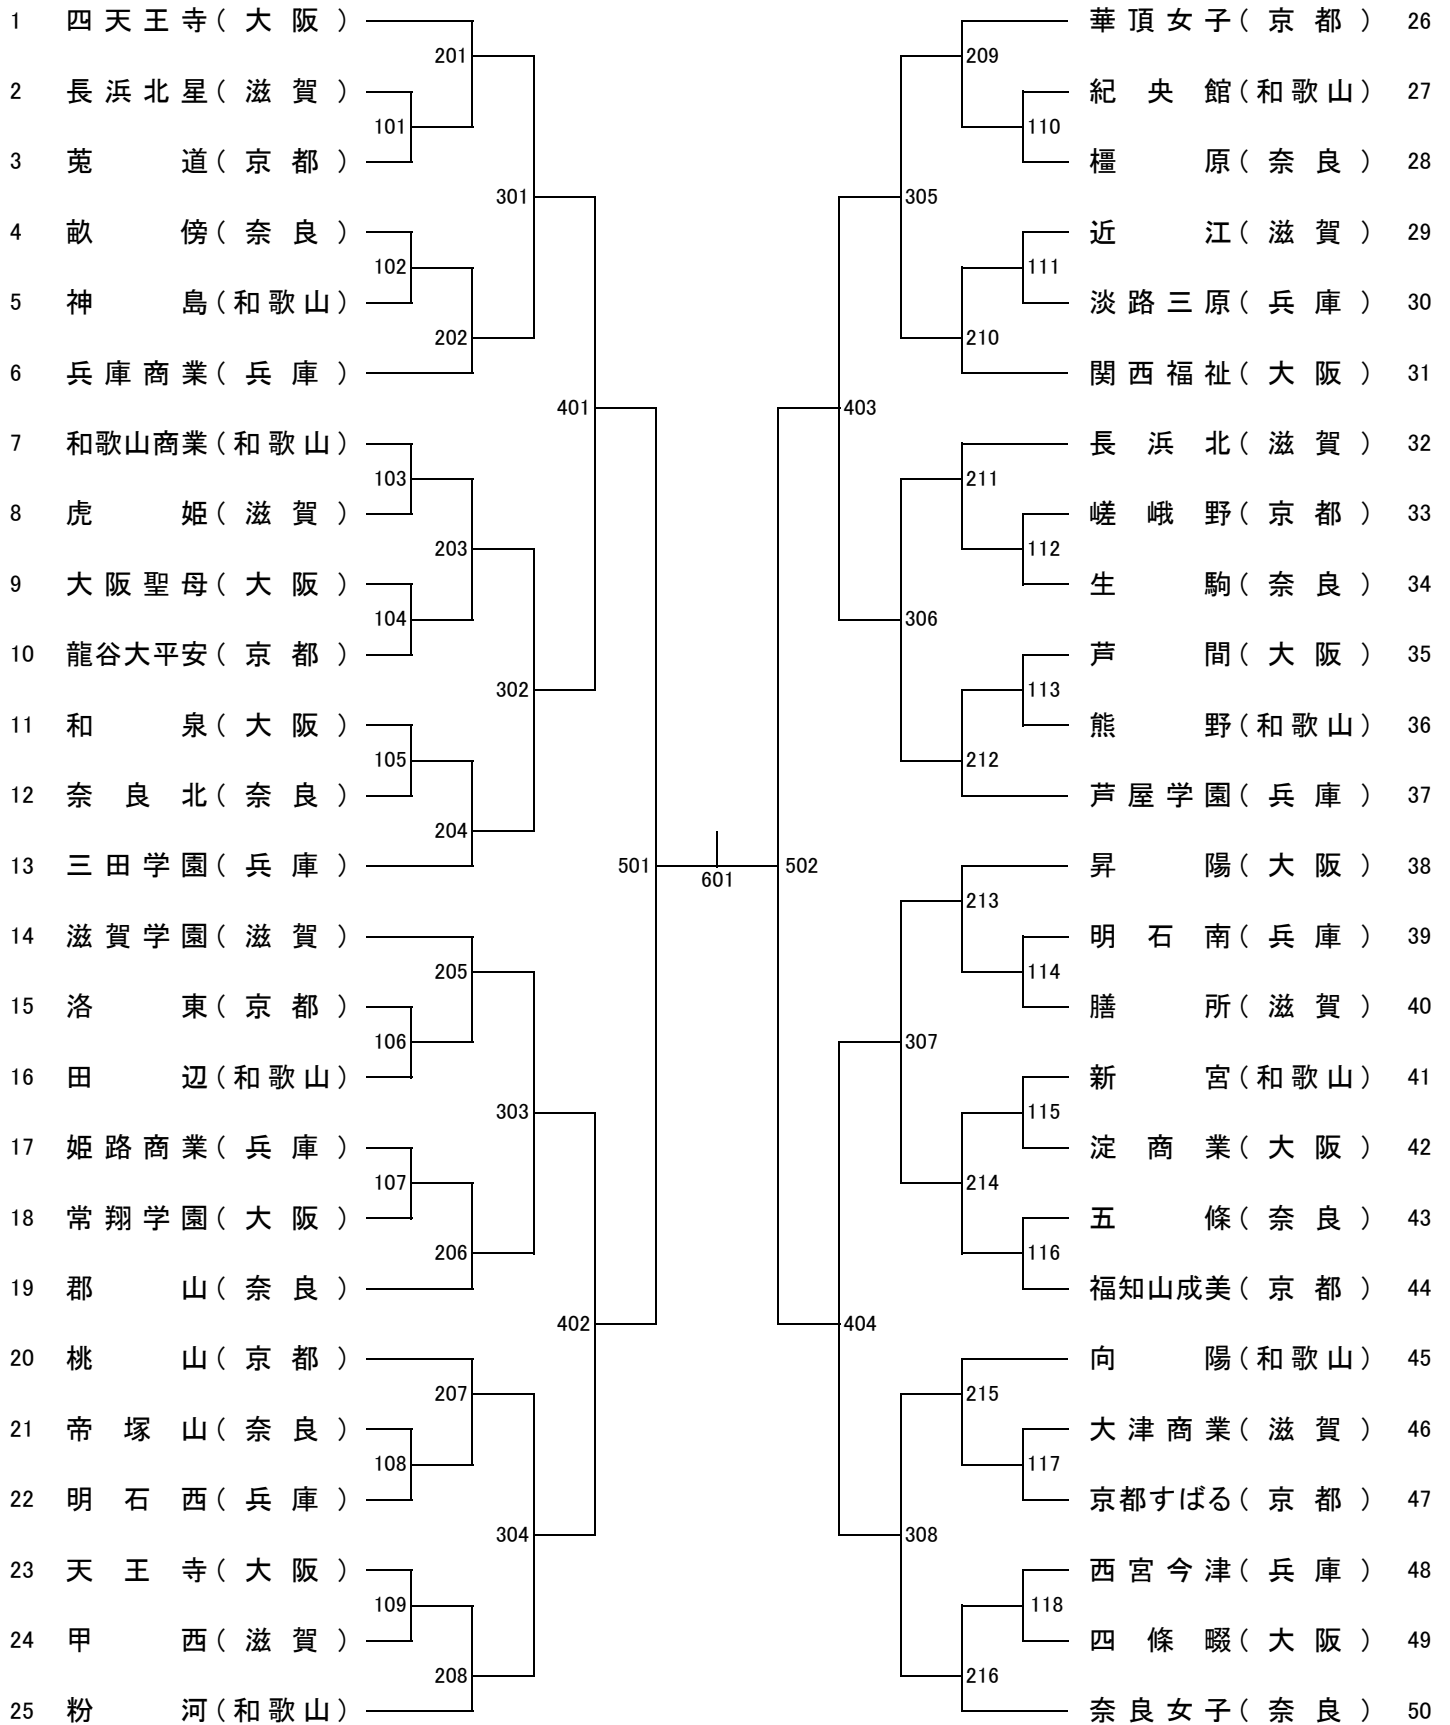 1 四天王寺(大阪)
201
2 長浜北星(滋賀)
101
3 莵道(京都)
301
4 畝傍(奈良)
102
5 神島(和歌山)
202
6 兵庫商業(兵庫)
401
7 和歌山商業(和歌山)
103
8 虎姫(滋賀)
203
9 大阪聖母(大阪)
104
10 龍谷大平安(京都)
302
11 和泉(大阪)
105
12 奈良北(奈良)
204
13 三田学園(兵庫)
501
14 滋賀学園(滋賀)
205
15 洛東(京都)
106
16 田辺(和歌山)
303
17 姫路商業(兵庫)
107
18 常翔学園(大阪)
206
19 郡山(奈良)
402
20 桃山(京都)
207
21 帝塚山(奈良)
108
22 明石西(兵庫)
304
23 天王寺(大阪)
109
24 甲西(滋賀)
208
25 粉河(和歌山)
601
華頂女子(京都) 26
209
紀央館(和歌山) 27
110
橿原(奈良) 28
305
近江(滋賀) 29
111
淡路三原(兵庫) 30
210
関西福祉(大阪) 31
403
長浜北(滋賀) 32
211
嵯峨野(京都) 33
112
生駒(奈良) 34
306
芦間(大阪) 35
113
熊野(和歌山) 36
212
芦屋学園(兵庫) 37
502
昇陽(大阪) 38
213
明石南(兵庫) 39
114
膳所(滋賀) 40
307
新宮(和歌山) 41
115
淀商業(大阪) 42
214
五條(奈良) 43
116
福知山成美(京都) 44
404
向陽(和歌山) 45
215
大津商業(滋賀) 46
117
京都すばる(京都) 47
308
西宮今津(兵庫) 48
118
四條畷(大阪) 49
216
奈良女子(奈良) 50